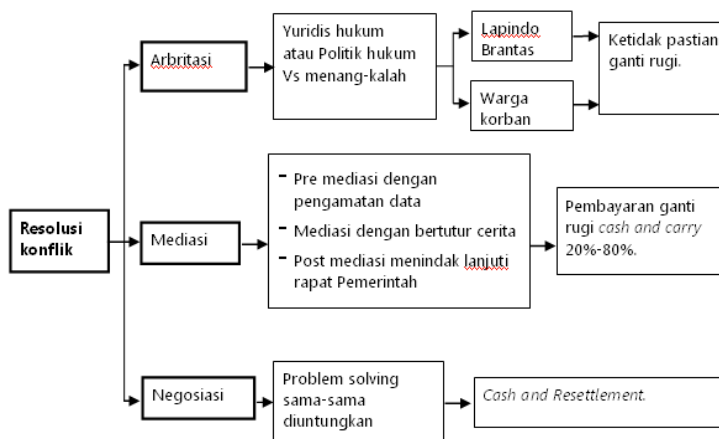 Resolusi
konflik
Arbritasi
Yuridis hukum
atau Politik hukum
Vs menang-kalah
Lapindo
Brantas
Warga
korban
Ketidak pastian
ganti rugi.
Mediasi
- Pre mediasi dengan
pengamatan data
- Mediasi dengan bertutur cerita
- Post mediasi menindak lanjuti
rapat Pemerintah
Pembayaran ganti
rugi cash and carry
20%-80%.
Negosiasi
Problem solving
sama-sama
diuntungkan
Cash and Resettlement.